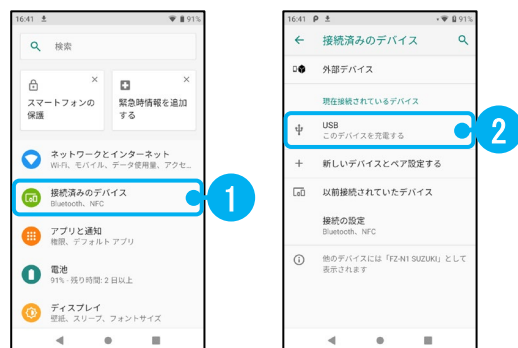 16:41
91%
検索
スマートフォンの
保護
緊急時情報を追加
する
ネットワークとインターネット
Wi-Fi、モバイル、データ使用量、アクセ...
接続済みのデバイス
Bluetooth、NFC
1
アプリと通知
権限、デフォルト アプリ
電池
91% - 残り時間: 2 日以上
ディスプレイ
壁紙、スリープ、フォントサイズ
16:41
91%
接続済みのデバイス
外部デバイス
現在接続されているデバイス
USB
このデバイスを充電する
2
新しいデバイスとペア設定する
以前接続されていたデバイス
接続の設定
Bluetooth、NFC
他のデバイスには「FZ-N1 SUZUKI」として
表示されます